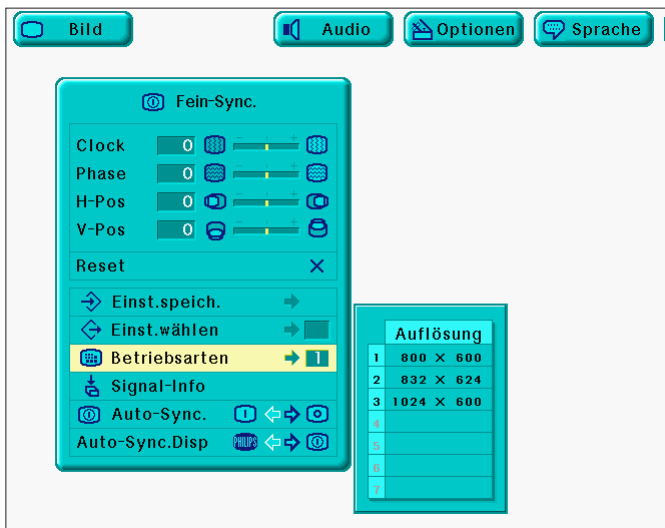 Bild Audio Optionen Sprache
Fein-Sync.
Clock 0
Phase 0
H-Pos 0
V-Pos 0
Reset
Einst.speich.
Einst.wählen
Betriebsarten 1
Signal-Info
Auto-Sync.
Auto-Sync.Disp PHILIPS
Auflösung
1 800 × 600
2 832 × 624
3 1024 × 600
4
5
6
7